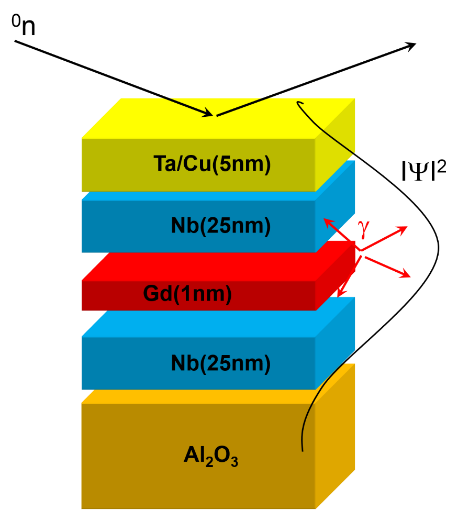 ⁰n
Ta/Cu(5nm)
|Ψ|²
Nb(25nm)
γ
Gd(1nm)
Nb(25nm)
Al₂O₃